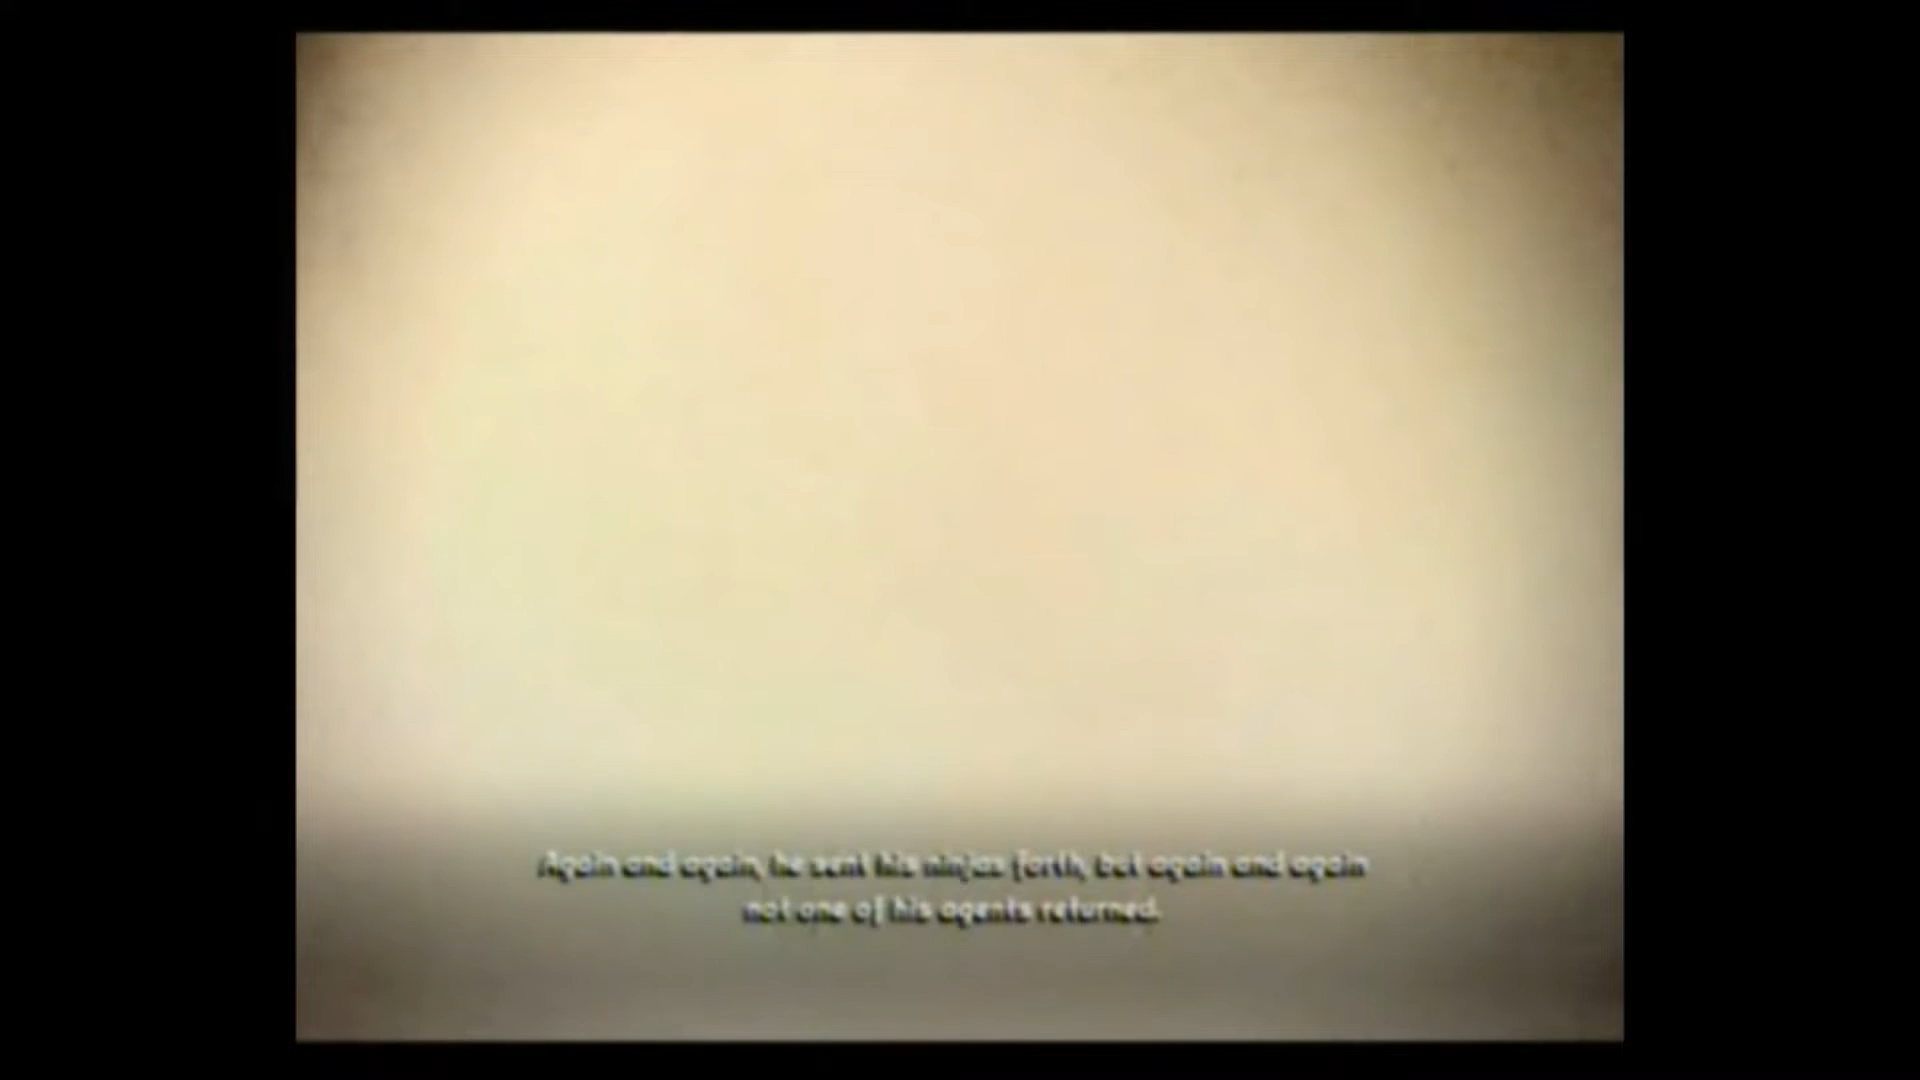 Again and again, he sent his ninjas forth, but again and again
not one of his agents returned.